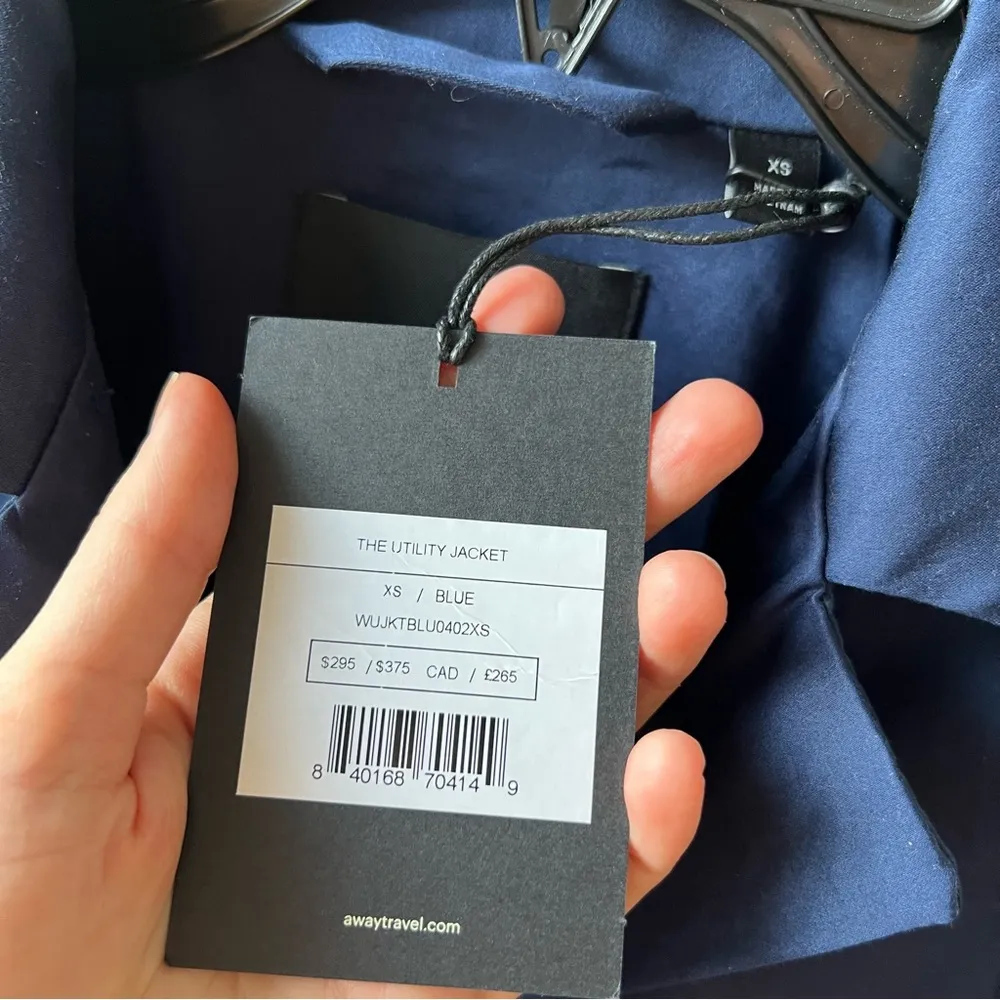 XS
THE UTILITY JACKET
XS / BLUE
WUJKTBLU0402XS
$295 / $375 CAD / £265
8 40168 70414 9
awaytravel.com